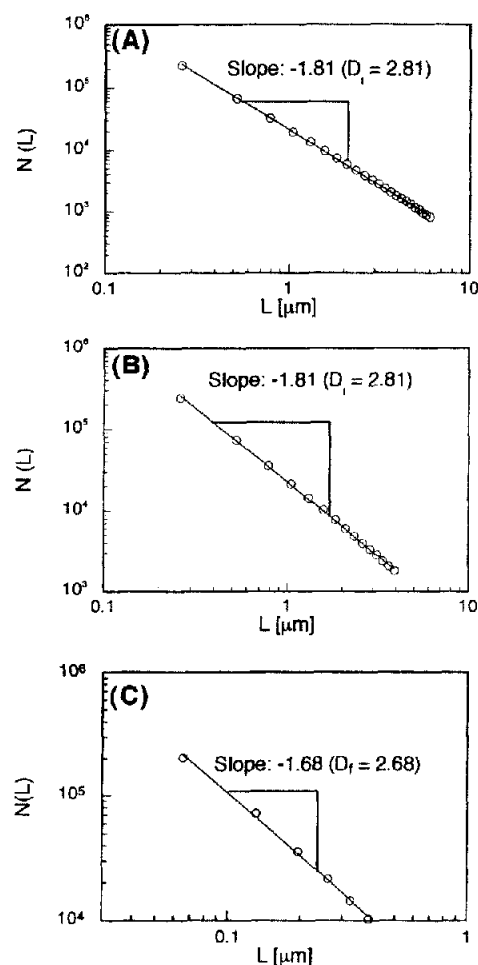 (A)
Slope: -1.81 (D_i = 2.81)
N (L)
10⁶
10⁵
10⁴
10³
10²
0.1 1 10
L [μm]
(B)
Slope: -1.81 (D_i = 2.81)
N (L)
10⁶
10⁵
10⁴
10³
0.1 1 10
L [μm]
(C)
Slope: -1.68 (D_f = 2.68)
N(L)
10⁶
10⁵
10⁴
0.1 1
L [μm]